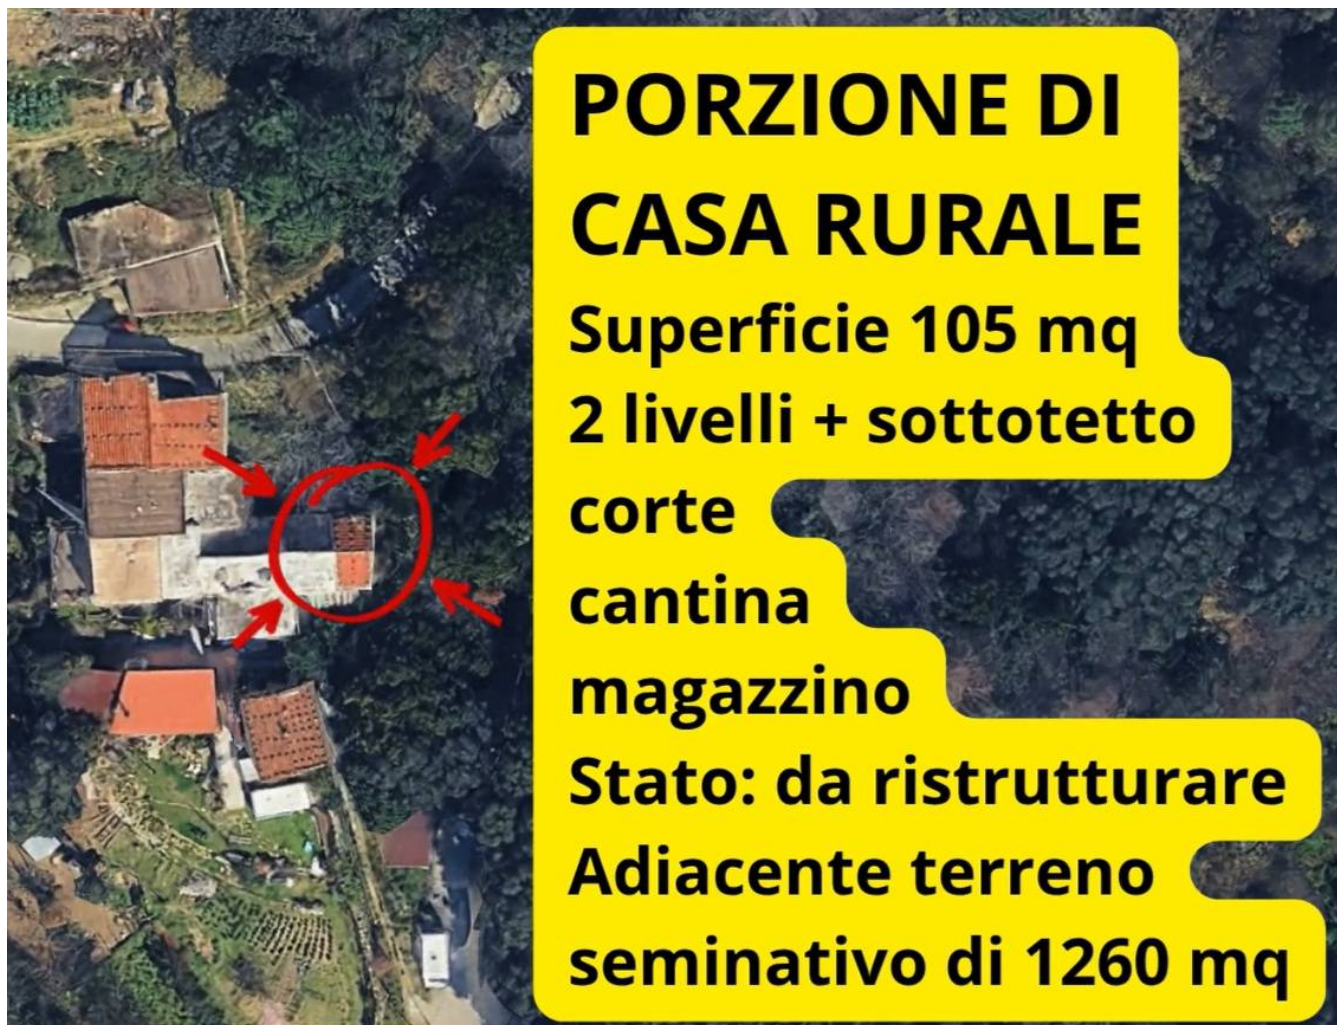 PORZIONE DI
CASA RURALE
Superficie 105 mq
2 livelli + sottotetto
corte
cantina
magazzino
Stato: da ristrutturare
Adiacente terreno
seminativo di 1260 mq